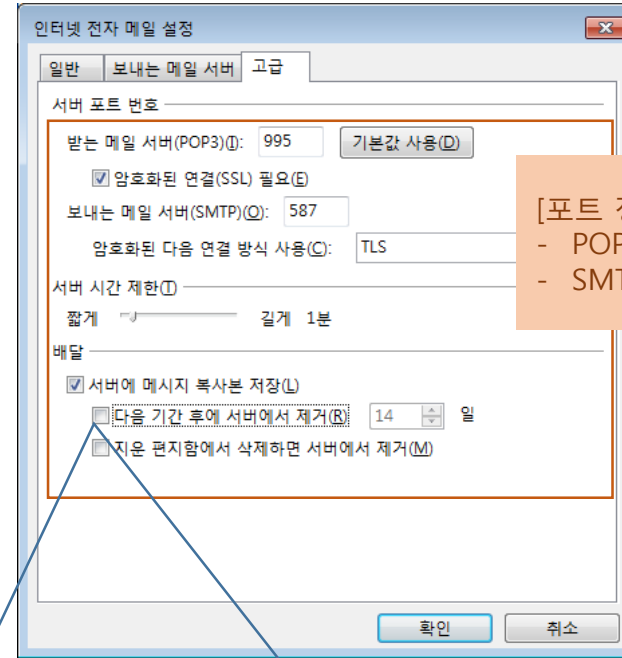 인터넷 전자 메일 설정
일반 보내는 메일 서버 고급
서버 포트 번호
받는 메일 서버(POP3)(I): 995 기본값 사용(D)
암호화된 연결(SSL) 필요(E)
보내는 메일 서버(SMTP)(O): 587
암호화된 다음 연결 방식 사용(C): TLS
[포트
- POP
- SMT
서버 시간 제한(T)
짧게 길게 1분
배달
서버에 메시지 복사본 저장(L)
다음 기간 후에 서버에서 제거(R) 14 일
지운 편지함에서 삭제하면 서버에서 제거(M)
확인 취소